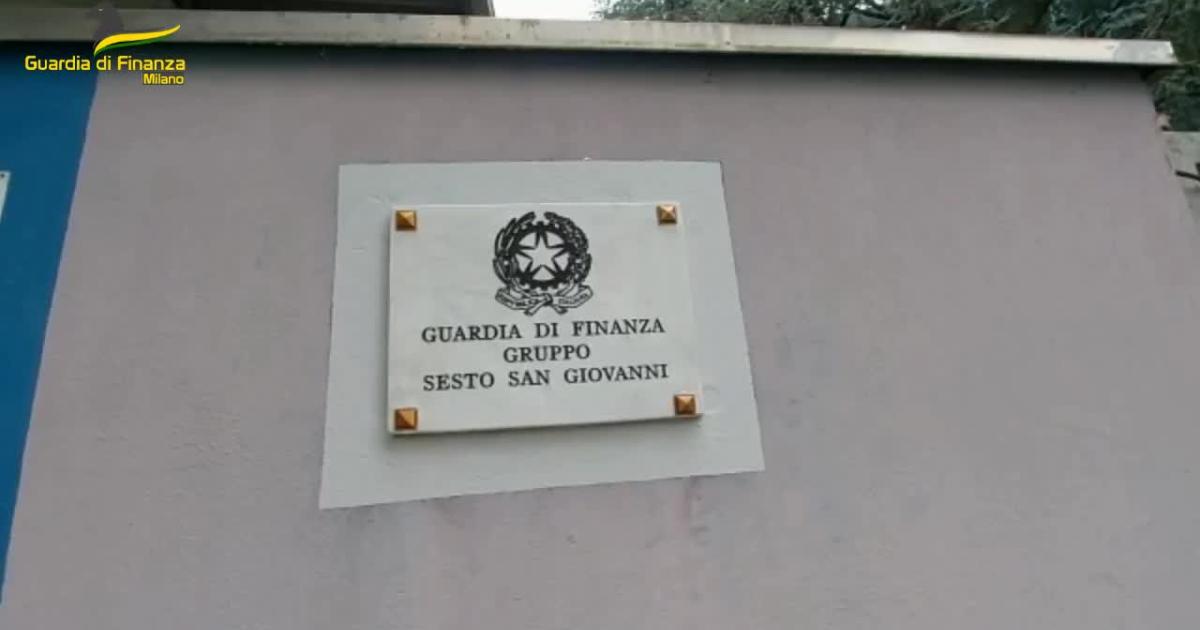 Guardia di Finanza
Milano
GUARDIA DI FINANZA
GRUPPO
SESTO SAN GIOVANNI